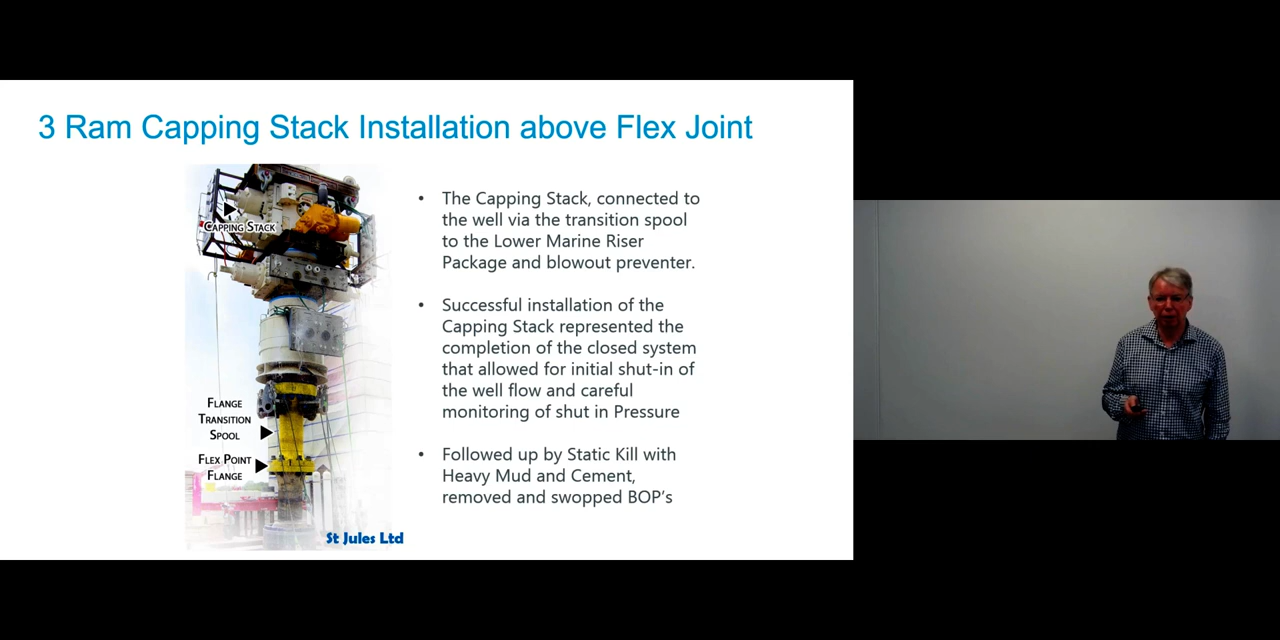 3 Ram Capping Stack Installation above Flex Joint
CAPPING STACK
FLANGE
TRANSITION
SPOOL
FLEX POINT
FLANGE
• The Capping Stack, connected to
the well via the transition spool
to the Lower Marine Riser
Package and blowout preventer.
• Successful installation of the
Capping Stack represented the
completion of the closed system
that allowed for initial shut-in of
the well flow and careful
monitoring of shut in Pressure
• Followed up by Static Kill with
Heavy Mud and Cement,
removed and swopped BOP's
St Jules Ltd